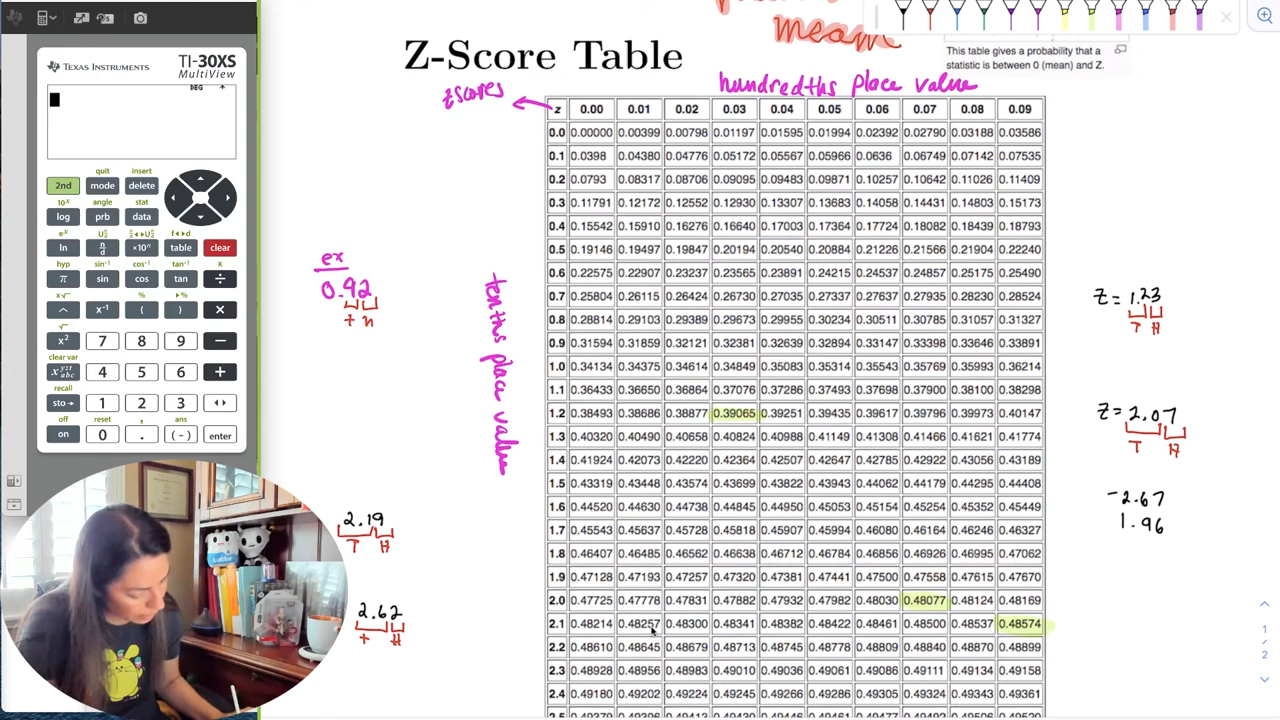 means
This table gives a probability that a
statistic is between 0 (mean) and Z.
Z-Score Table
zscores
hundredths place value
tenths place value
z 0.00 0.01 0.02 0.03 0.04 0.05 0.06 0.07 0.08 0.09
0.0 0.00000 0.00399 0.00798 0.01197 0.01595 0.01994 0.02392 0.02790 0.03188 0.03586
0.1 0.0398 0.04380 0.04776 0.05172 0.05567 0.05966 0.0636 0.06749 0.07142 0.07535
0.2 0.0793 0.08317 0.08706 0.09095 0.09483 0.09871 0.10257 0.10642 0.11026 0.11409
0.3 0.11791 0.12172 0.12552 0.12930 0.13307 0.13683 0.14058 0.14431 0.14803 0.15173
0.4 0.15542 0.15910 0.16276 0.16640 0.17003 0.17364 0.17724 0.18082 0.18439 0.18793
0.5 0.19146 0.19497 0.19847 0.20194 0.20540 0.20884 0.21226 0.21566 0.21904 0.22240
0.6 0.22575 0.22907 0.23237 0.23565 0.23891 0.24215 0.24537 0.24857 0.25175 0.25490
0.7 0.25804 0.26115 0.26424 0.26730 0.27035 0.27337 0.27637 0.27935 0.28230 0.28524
0.8 0.28814 0.29103 0.29389 0.29673 0.29955 0.30234 0.30511 0.30785 0.31057 0.31327
0.9 0.31594 0.31859 0.32121 0.32381 0.32639 0.32894 0.33147 0.33398 0.33646 0.33891
1.0 0.34134 0.34375 0.34614 0.34849 0.35083 0.35314 0.35543 0.35769 0.35993 0.36214
1.1 0.36433 0.36650 0.36864 0.37076 0.37286 0.37493 0.37698 0.37900 0.38100 0.38298
1.2 0.38493 0.38686 0.38877 0.39065 0.39251 0.39435 0.39617 0.39796 0.39973 0.40147
1.3 0.40320 0.40490 0.40658 0.40824 0.40988 0.41149 0.41308 0.41466 0.41621 0.41774
1.4 0.41924 0.42073 0.42220 0.42364 0.42507 0.42647 0.42785 0.42922 0.43056 0.43189
1.5 0.43319 0.43448 0.43574 0.43699 0.43822 0.43943 0.44062 0.44179 0.44295 0.44408
1.6 0.44520 0.44630 0.44738 0.44845 0.44950 0.45053 0.45154 0.45254 0.45352 0.45449
1.7 0.45543 0.45637 0.45728 0.45818 0.45907 0.45994 0.46080 0.46164 0.46246 0.46327
1.8 0.46407 0.46485 0.46562 0.46638 0.46712 0.46784 0.46856 0.46926 0.46995 0.47062
1.9 0.47128 0.47193 0.47257 0.47320 0.47381 0.47441 0.47500 0.47558 0.47615 0.47670
2.0 0.47725 0.47778 0.47831 0.47882 0.47932 0.47982 0.48030 0.48077 0.48124 0.48169
2.1 0.48214 0.48257 0.48300 0.48341 0.48382 0.48422 0.48461 0.48500 0.48537 0.48574
2.2 0.48610 0.48645 0.48679 0.48713 0.48745 0.48778 0.48809 0.48840 0.48870 0.48899
2.3 0.48928 0.48956 0.48983 0.49010 0.49036 0.49061 0.49086 0.49111 0.49134 0.49158
2.4 0.49180 0.49202 0.49224 0.49245 0.49266 0.49286 0.49305 0.49324 0.49343 0.49361
ex
0.92
t h
2.19
T H
2.62
t H
Z = 1.23
T H
Z = 2.07
T H
-2.67
1.96
1
2
TEXAS INSTRUMENTS TI-30XS
MultiView
DEG
quit insert
2nd mode delete
10ˣ angle stat
log prb data
eˣ U n/d f◄►d
ln n/d ×10ⁿ table clear
hyp sin⁻¹ cos⁻¹ tan⁻¹ K
π sin cos tan ÷
ˣ√ % ►%
^ x⁻¹ ( ) ×
√
x² 7 8 9 −
clear var
x yzt abc 4 5 6 +
recall
sto→ 1 2 3 ◄►
off reset , ans
on 0 . (−) enter